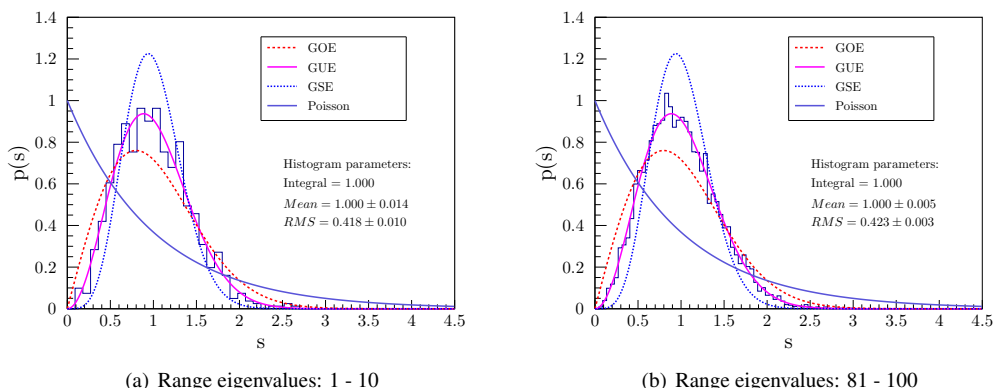 1.4
1.2
1
0.8
0.6
0.4
0.2
0
p(s)
GOE
GUE
GSE
Poisson
Histogram parameters:
Integral = 1.000
Mean = 1.000 ± 0.014
RMS = 0.418 ± 0.010
0 0.5 1 1.5 2 2.5 3 3.5 4 4.5
s
(a) Range eigenvalues: 1 - 10
1.4
1.2
1
0.8
0.6
0.4
0.2
0
p(s)
GOE
GUE
GSE
Poisson
Histogram parameters:
Integral = 1.000
Mean = 1.000 ± 0.005
RMS = 0.423 ± 0.003
0 0.5 1 1.5 2 2.5 3 3.5 4 4.5
s
(b) Range eigenvalues: 81 - 100